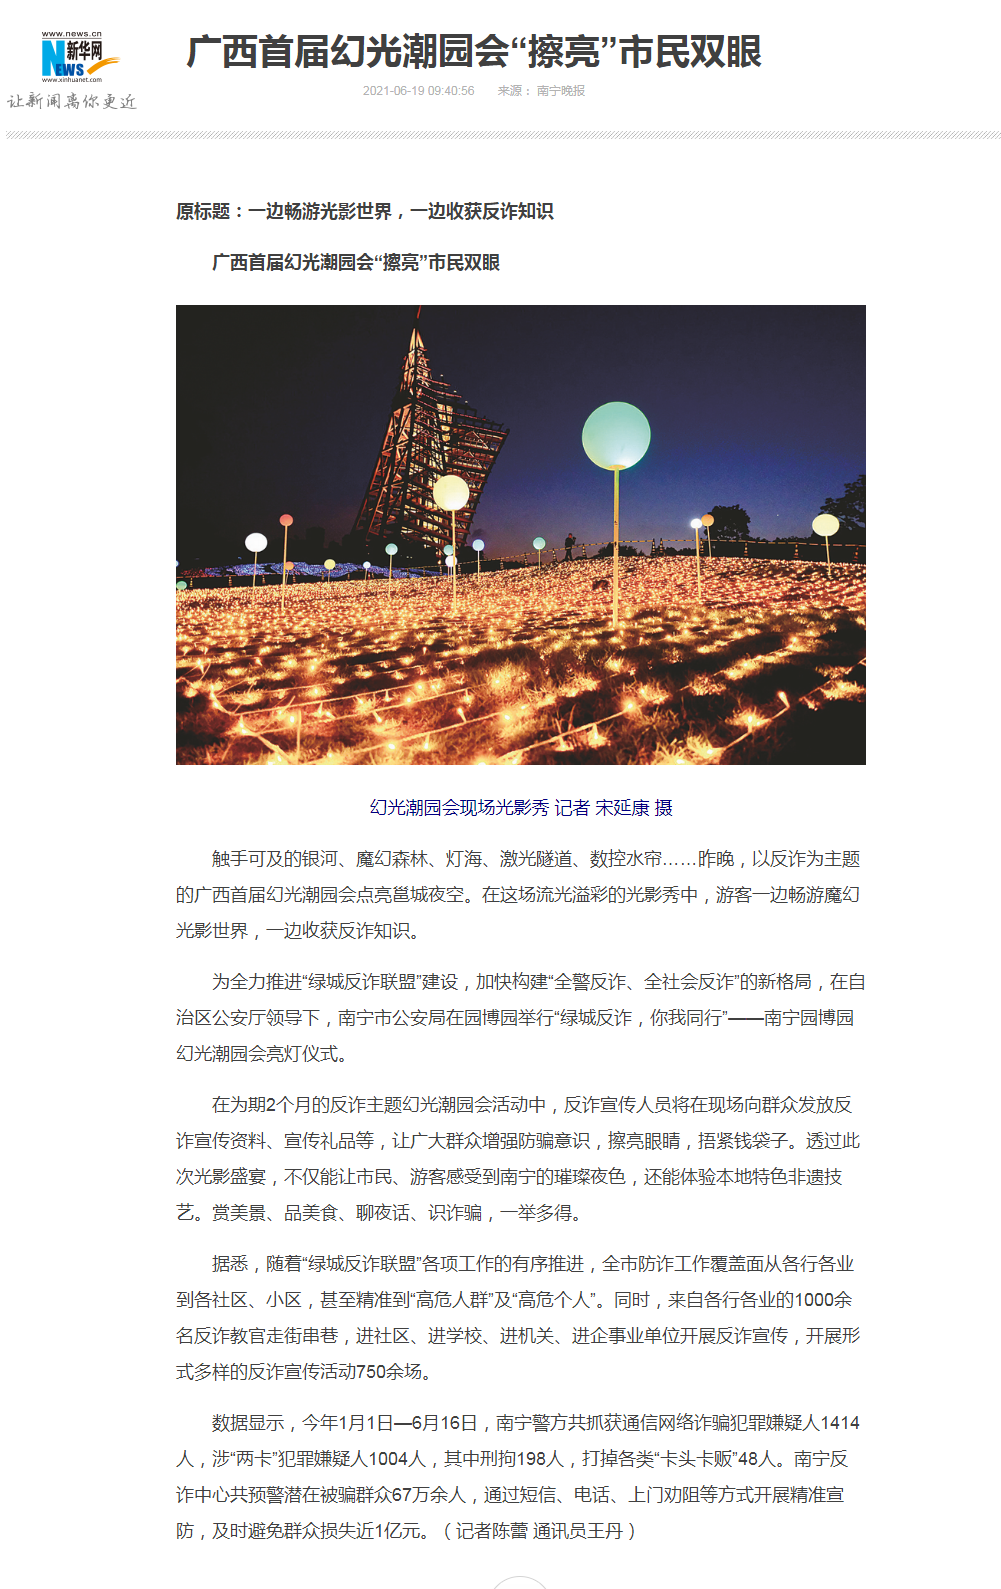 www.news.cn
新华网
NEWS
www.xinhuanet.com
让新闻离你更近
广西首届幻光潮园会“擦亮”市民双眼
2021-06-19 09:40:56 来源： 南宁晚报
原标题：一边畅游光影世界，一边收获反诈知识
广西首届幻光潮园会“擦亮”市民双眼
幻光潮园会现场光影秀 记者 宋延康 摄
触手可及的银河、魔幻森林、灯海、激光隧道、数控水帘……昨晚，以反诈为主题
的广西首届幻光潮园会点亮邕城夜空。在这场流光溢彩的光影秀中，游客一边畅游魔幻
光影世界，一边收获反诈知识。
为全力推进“绿城反诈联盟”建设，加快构建“全警反诈、全社会反诈”的新格局，在自
治区公安厅领导下，南宁市公安局在园博园举行“绿城反诈，你我同行”——南宁园博园
幻光潮园会亮灯仪式。
在为期2个月的反诈主题幻光潮园会活动中，反诈宣传人员将在现场向群众发放反
诈宣传资料、宣传礼品等，让广大群众增强防骗意识，擦亮眼睛，捂紧钱袋子。透过此
次光影盛宴，不仅能让市民、游客感受到南宁的璀璨夜色，还能体验本地特色非遗技
艺。赏美景、品美食、聊夜话、识诈骗，一举多得。
据悉，随着“绿城反诈联盟”各项工作的有序推进，全市防诈工作覆盖面从各行各业
到各社区、小区，甚至精准到“高危人群”及“高危个人”。同时，来自各行各业的1000余
名反诈教官走街串巷，进社区、进学校、进机关、进企事业单位开展反诈宣传，开展形
式多样的反诈宣传活动750余场。
数据显示，今年1月1日—6月16日，南宁警方共抓获通信网络诈骗犯罪嫌疑人1414
人，涉“两卡”犯罪嫌疑人1004人，其中刑拘198人，打掉各类“卡头卡贩”48人。南宁反
诈中心共预警潜在被骗群众67万余人，通过短信、电话、上门劝阻等方式开展精准宣
防，及时避免群众损失近1亿元。（记者陈蕾 通讯员王丹）